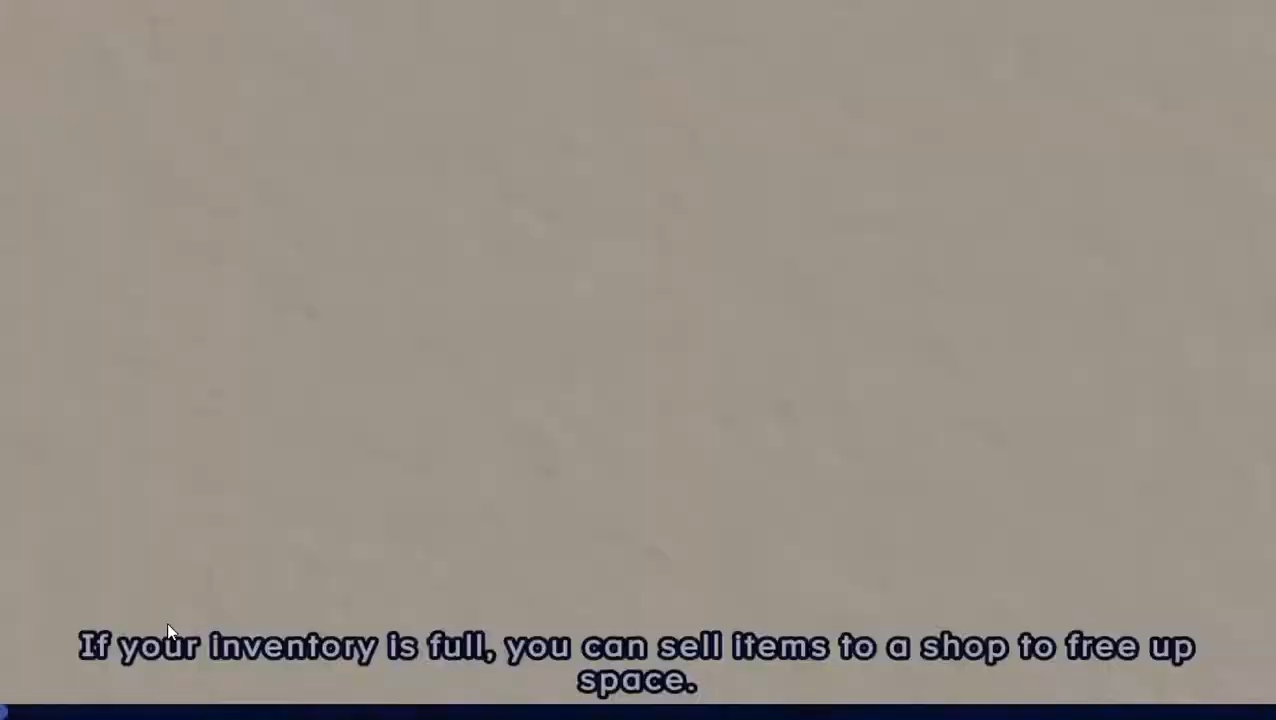 If your inventory is full, you can sell items to a shop to free up
space.